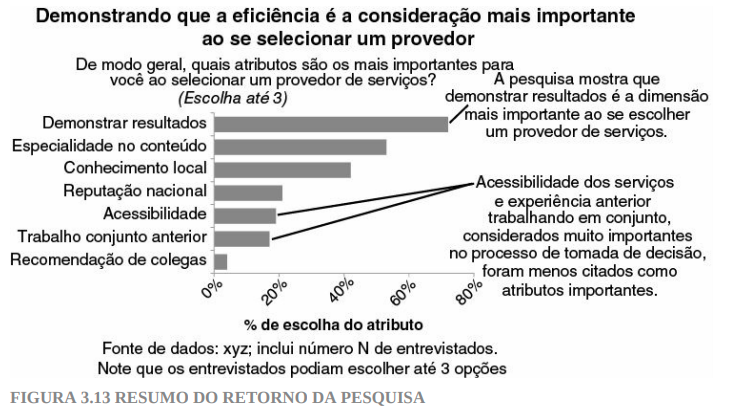 Demonstrando que a eficiência é a consideração mais importante
ao se selecionar um provedor
De modo geral, quais atributos são os mais importantes para
você ao selecionar um provedor de serviços?
(Escolha até 3)
A pesquisa mostra que
demonstrar resultados é a dimensão
mais importante ao se escolher
um provedor de serviços.
Demonstrar resultados
Especialidade no conteúdo
Conhecimento local
Reputação nacional
Acessibilidade
Trabalho conjunto anterior
Recomendação de colegas
Acessibilidade dos serviços
e experiência anterior
trabalhando em conjunto,
considerados muito importantes
no processo de tomada de decisão,
foram menos citados como
atributos importantes.
0% 20% 40% 60% 80%
% de escolha do atributo
Fonte de dados: xyz; inclui número N de entrevistados.
Note que os entrevistados podiam escolher até 3 opções
FIGURA 3.13 RESUMO DO RETORNO DA PESQUISA